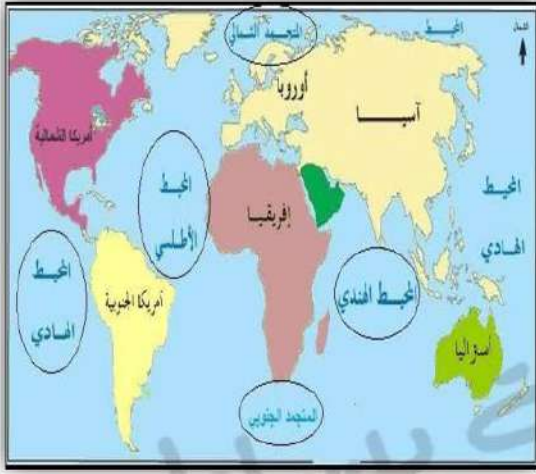 المتجمد الشمالي
المحيط
الشمال
أوروبا
آسيا
أمريكا الشمالية
المحيط
الأطلسي
إفريقيا
المحيط
الهادي
المحيط
الهادي
أمريكا الجنوبية
المحيط الهندي
أستراليا
المتجمد الجنوبي